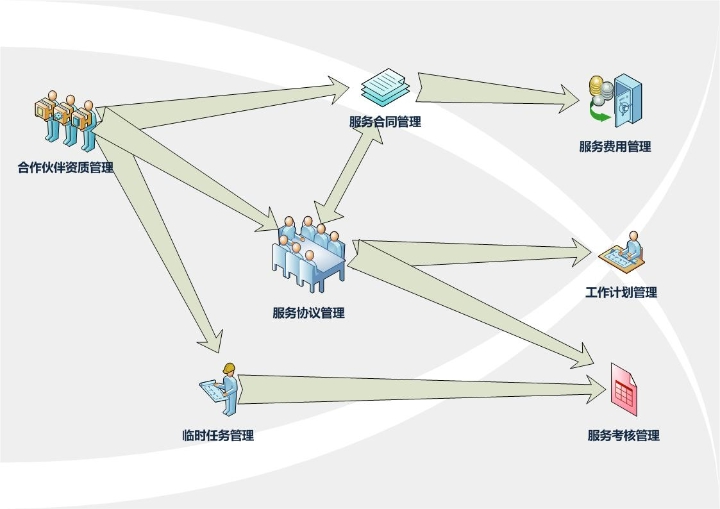 服务合同管理
服务费用管理
合作伙伴资质管理
工作计划管理
服务协议管理
临时任务管理
服务考核管理